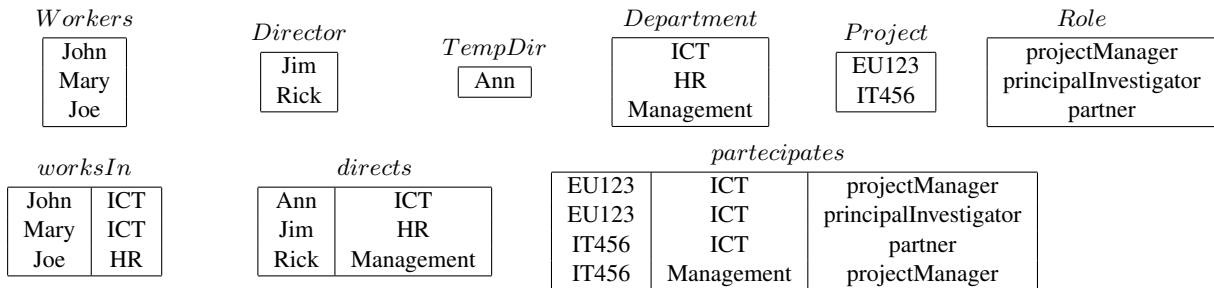 Workers Director TempDir Department Project Role
John Jim Ann ICT EU123 projectManager
Mary Rick HR IT456 principalInvestigator
Joe Management partner
worksIn directs partecipates
John ICT Ann ICT EU123 ICT projectManager
Mary ICT Jim HR EU123 ICT principalInvestigator
Joe HR Rick Management IT456 ICT partner
IT456 Management projectManager